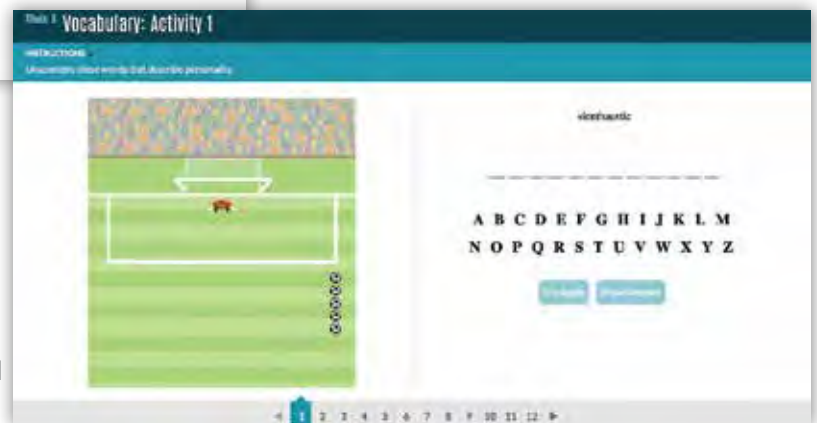 Unit 1 Vocabulary: Activity 1
INSTRUCTIONS
Unscramble these words that describe personality.
A B C D E F G H I J K L M
N O P Q R S T U V W X Y Z
1 2 3 4 5 6 7 8 9 10 11 12